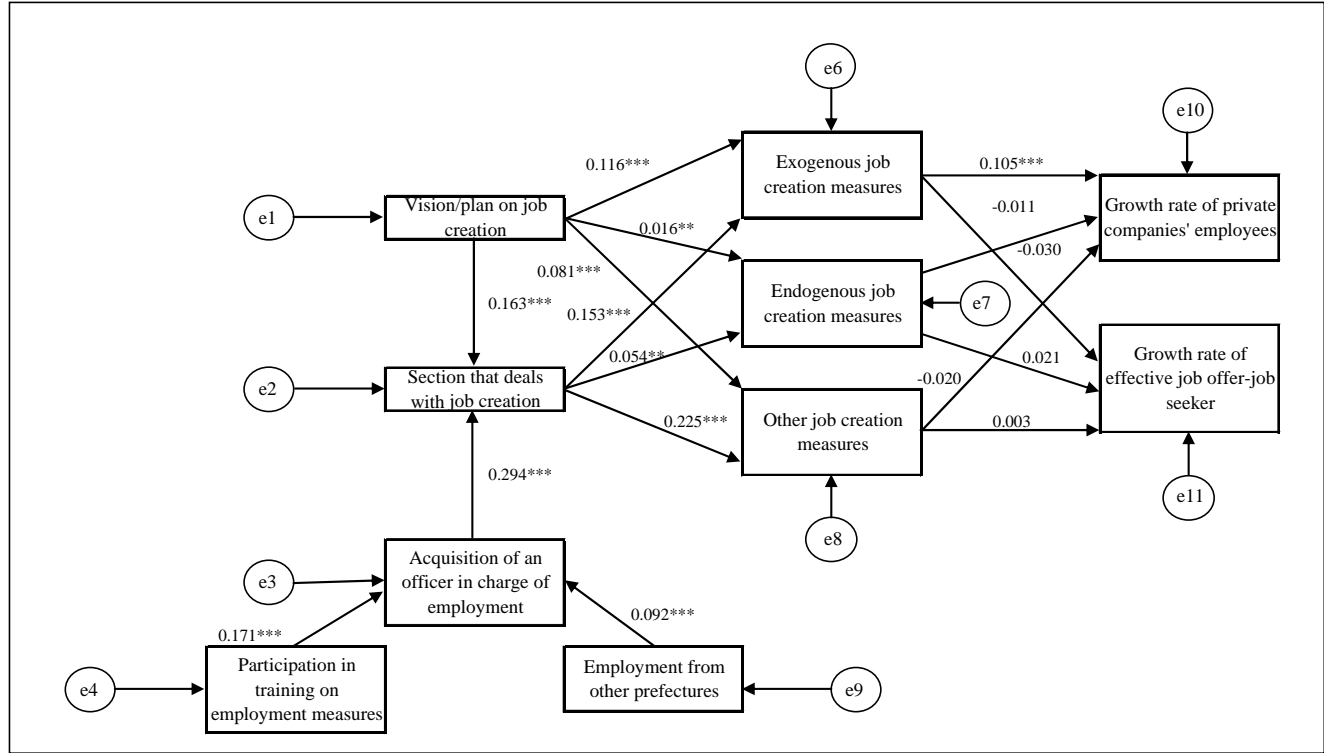 e6
e10
0.116***
Exogenous job
creation measures
0.105***
Growth rate of private
companies' employees
e1
Vision/plan on job
creation
-0.011
0.016**
-0.030
0.081***
Endogenous job
creation measures
e7
0.163***
0.153***
0.054**
0.021
Growth rate of
effective job offer-job
seeker
e2
Section that deals
with job creation
-0.020
0.225***
Other job creation
measures
0.003
0.294***
e11
e8
Acquisition of an
officer in charge of
employment
e3
0.092***
0.171***
Participation in
training on
employment measures
Employment from
other prefectures
e4
e9